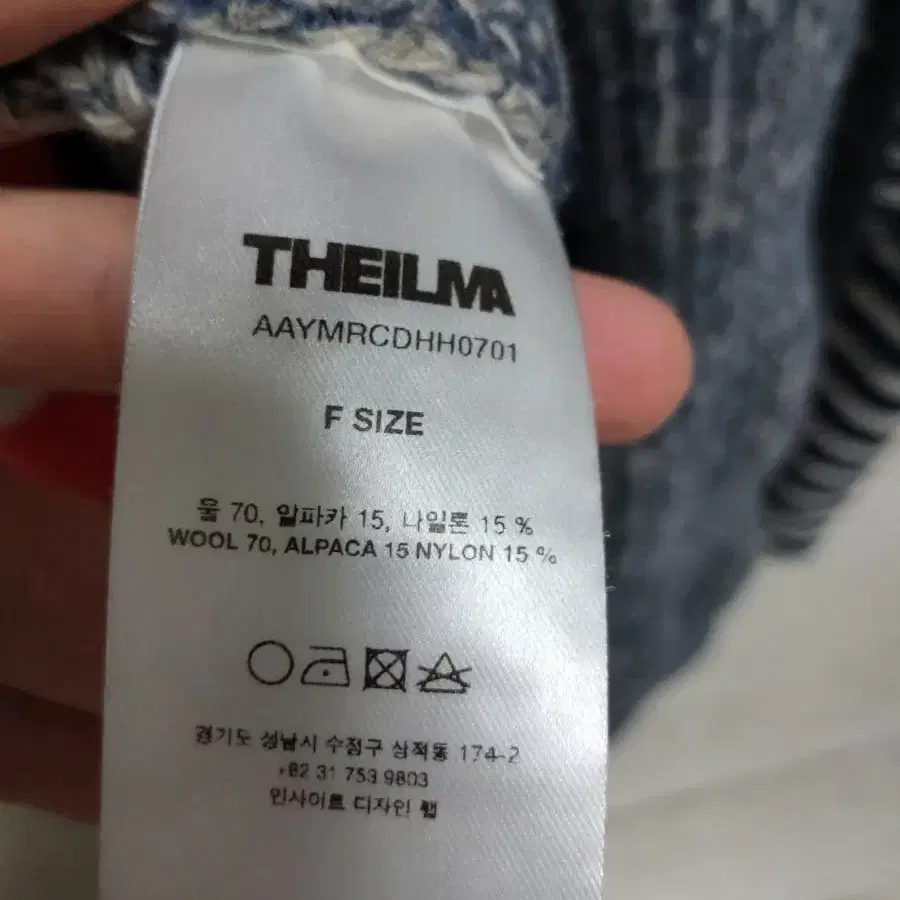 THEILMA
AAYMRCDHH0701
F SIZE
울 70, 알파카 15, 나일론 15 %
WOOL 70, ALPACA 15 NYLON 15 %
경기도 성남시 수정구 상적동 174-2
+82 31 753 9803
인사이트 디자인 랩